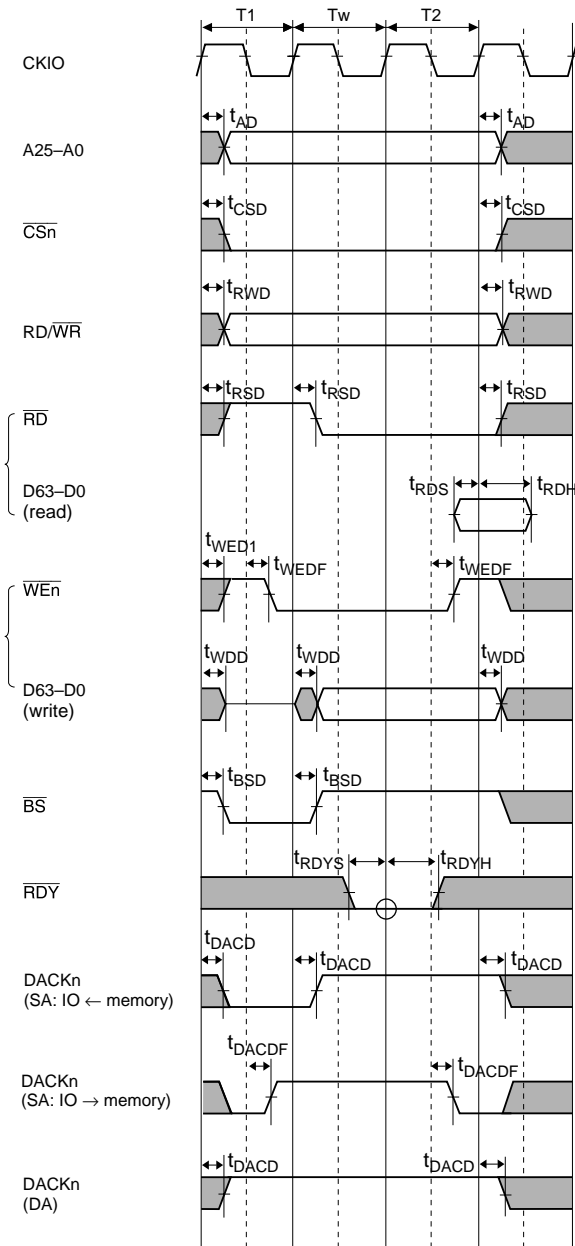 T1 Tw T2
CKIO
tAD tAD
A25–A0
tCSD tCSD
CSn
tRWD tRWD
RD/WR
tRSD tRSD tRSD
RD
D63–D0
(read)
tRDS tRDH
tWED1
tWEDF tWEDF
WEn
tWDD tWDD tWDD
D63–D0
(write)
tBSD tBSD
BS
tRDYS tRDYH
RDY
tDACD
tDACD tDACD
DACKn
(SA: IO ← memory)
tDACDF
tDACDF
DACKn
(SA: IO → memory)
tDACD tDACD
DACKn
(DA)